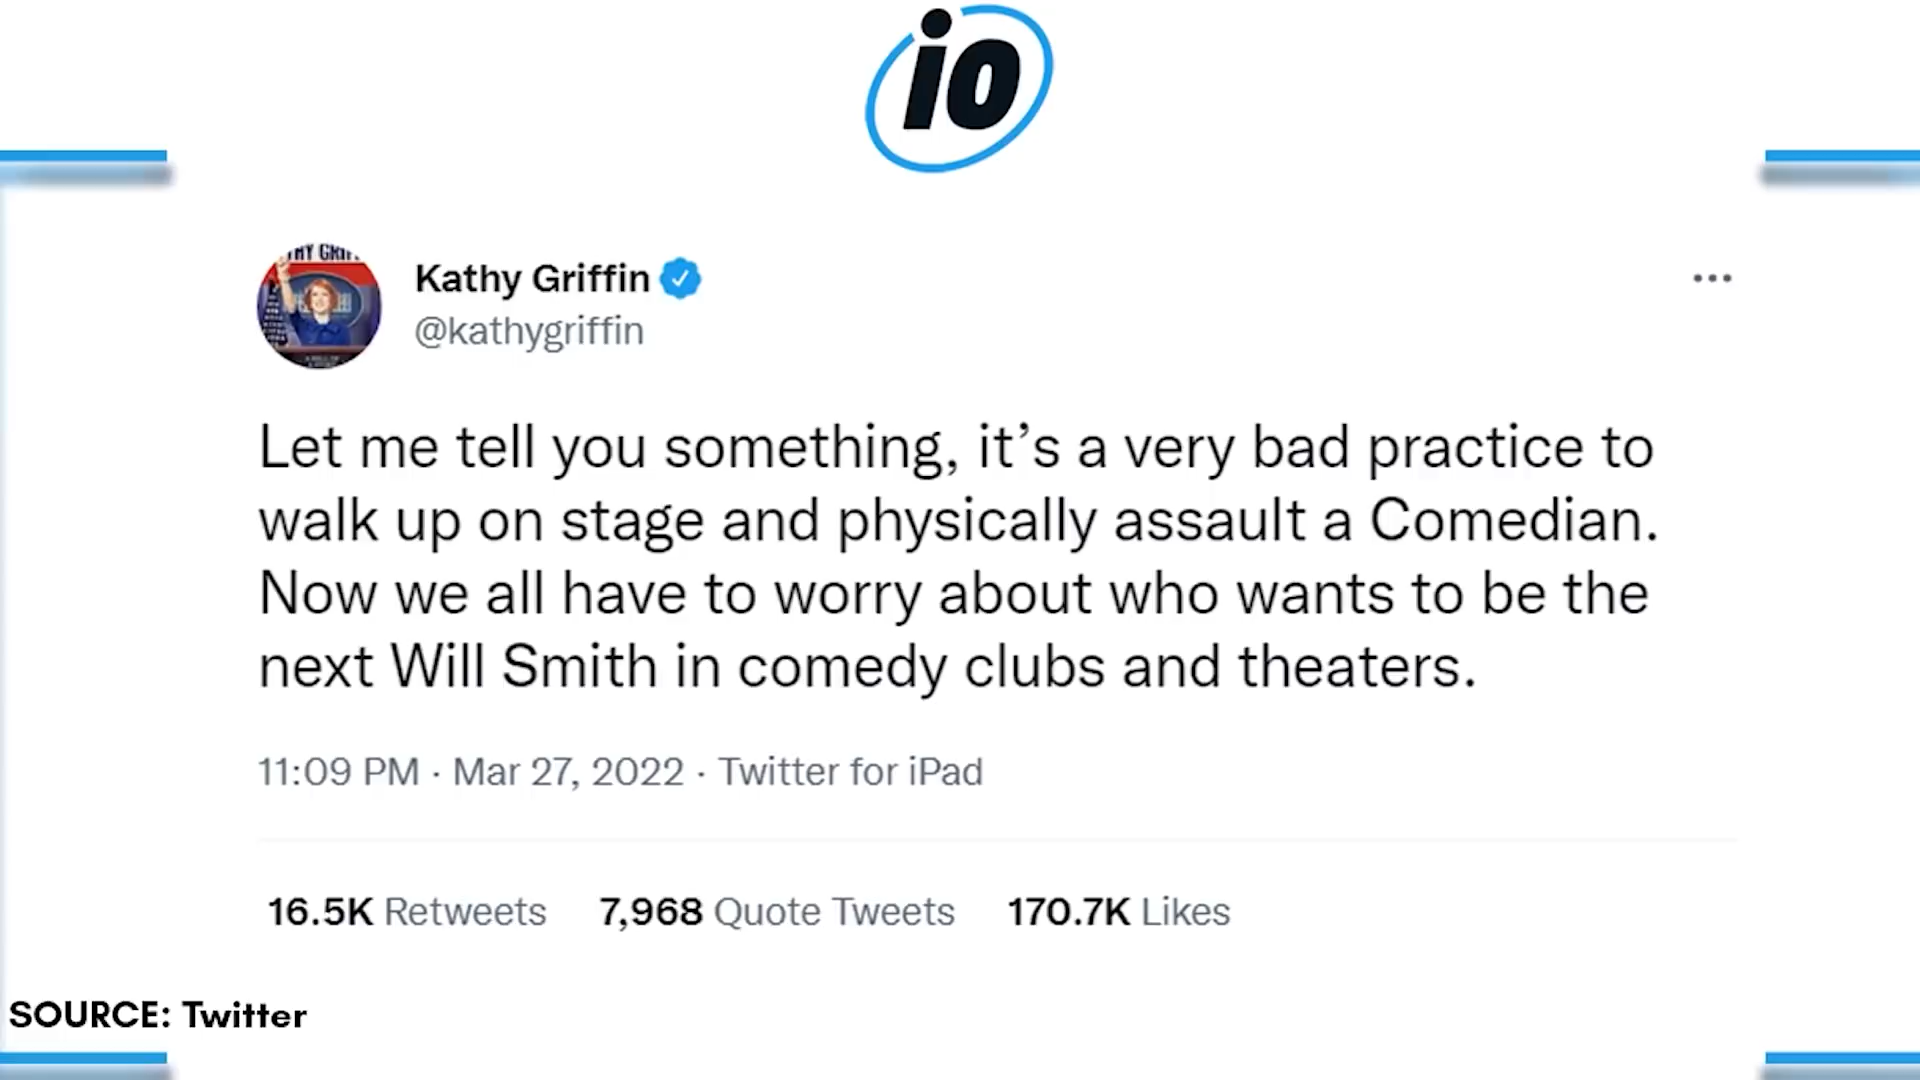 io
HY GRIF
Kathy Griffin
@kathygriffin
Let me tell you something, it’s a very bad practice to
walk up on stage and physically assault a Comedian.
Now we all have to worry about who wants to be the
next Will Smith in comedy clubs and theaters.
11:09 PM · Mar 27, 2022 · Twitter for iPad
16.5K Retweets 7,968 Quote Tweets 170.7K Likes
SOURCE: Twitter